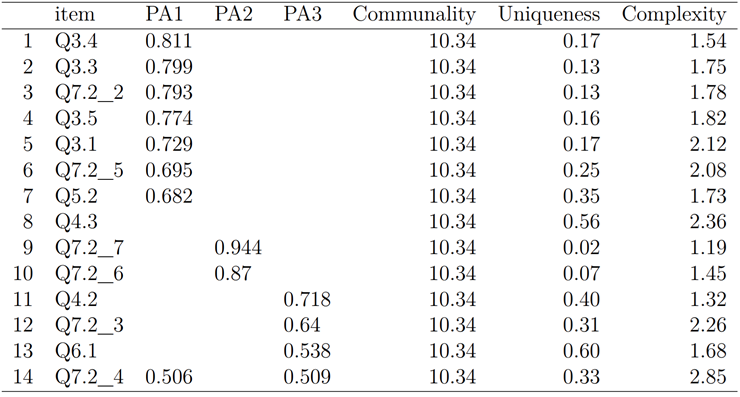 item PA1 PA2 PA3 Communality Uniqueness Complexity
1 Q3.4 0.811 10.34 0.17 1.54
2 Q3.3 0.799 10.34 0.13 1.75
3 Q7.2_2 0.793 10.34 0.13 1.78
4 Q3.5 0.774 10.34 0.16 1.82
5 Q3.1 0.729 10.34 0.17 2.12
6 Q7.2_5 0.695 10.34 0.25 2.08
7 Q5.2 0.682 10.34 0.35 1.73
8 Q4.3 10.34 0.56 2.36
9 Q7.2_7 0.944 10.34 0.02 1.19
10 Q7.2_6 0.87 10.34 0.07 1.45
11 Q4.2 0.718 10.34 0.40 1.32
12 Q7.2_3 0.64 10.34 0.31 2.26
13 Q6.1 0.538 10.34 0.60 1.68
14 Q7.2_4 0.506 0.509 10.34 0.33 2.85